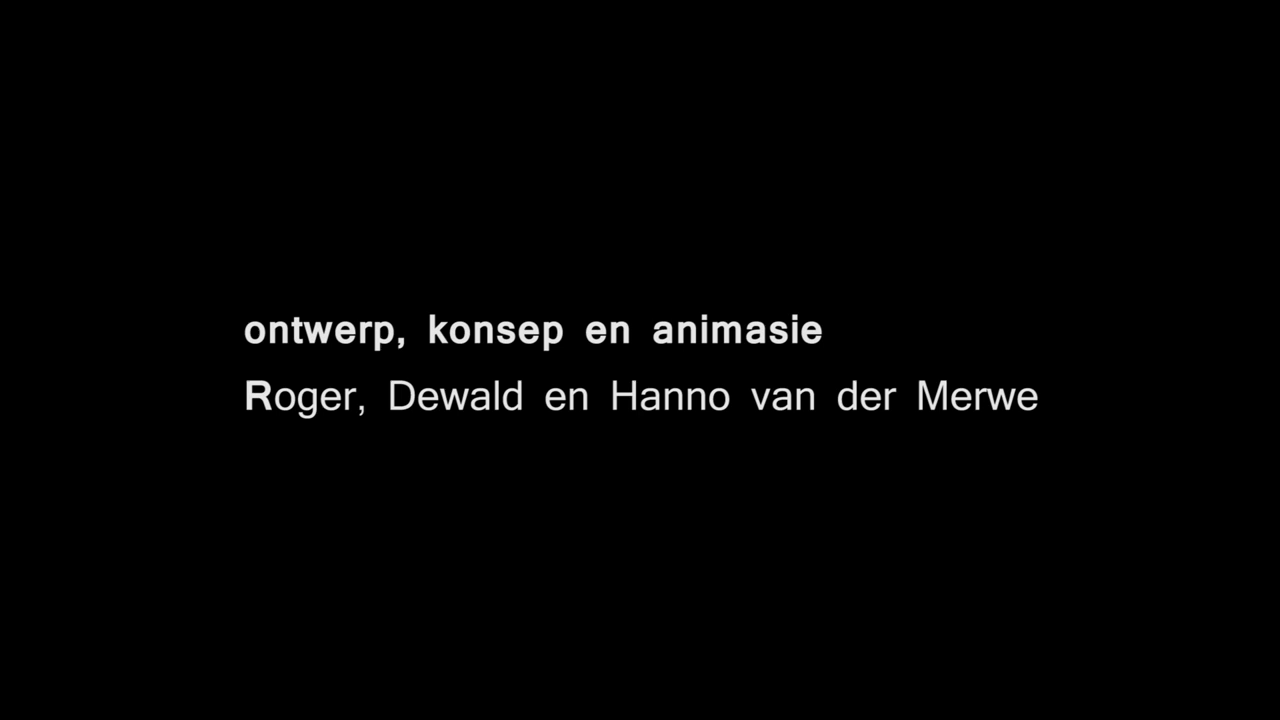 ontwerp, konsep en animasie
Roger, Dewald en Hanno van der Merwe